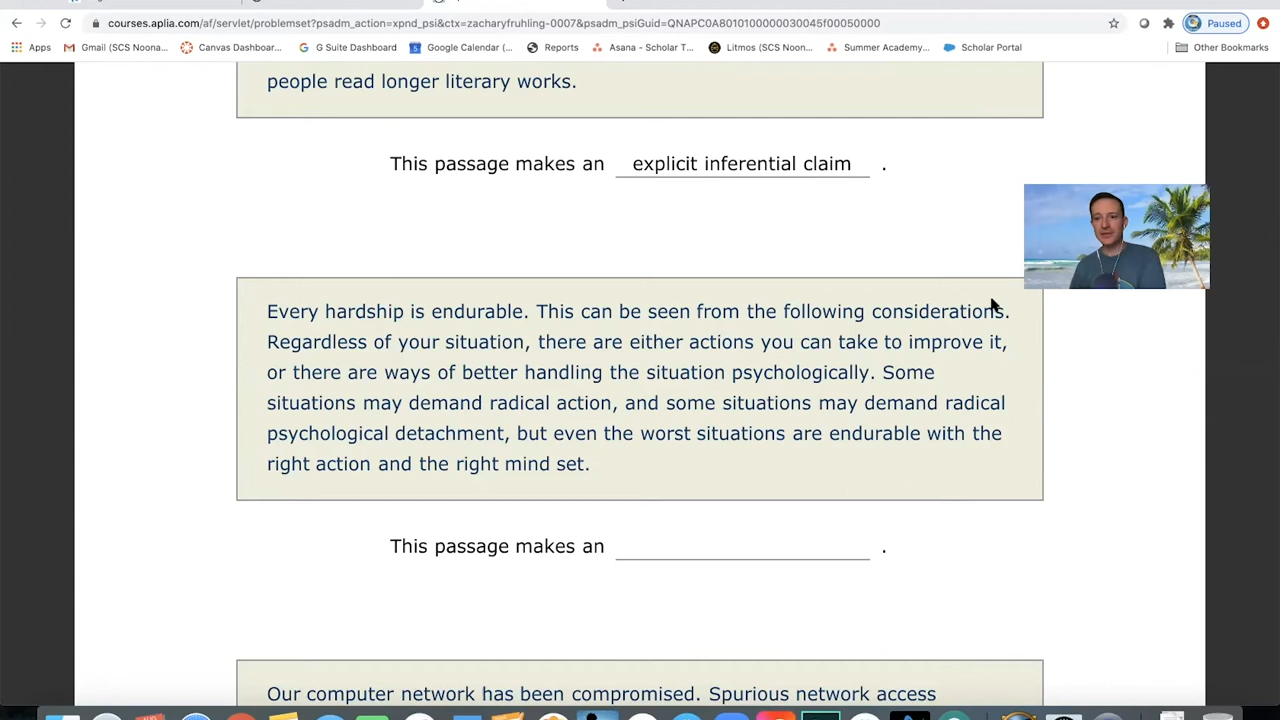 courses.aplia.com/af/servlet/problemset?psadm_action=xpnd_psi&ctx=zacharyfruhling-0007&psadm_psiGuid=QNAPC0A8010100000030045f00050000
Paused
Apps Gmail (SCS Noona... Canvas Dashboar... G Suite Dashboard Google Calendar (... Reports Asana - Scholar T... Litmos (SCS Noon... Summer Academy... Scholar Portal Other Bookmarks
people read longer literary works.
This passage makes an explicit inferential claim .
Every hardship is endurable. This can be seen from the following considerations.
Regardless of your situation, there are either actions you can take to improve it,
or there are ways of better handling the situation psychologically. Some
situations may demand radical action, and some situations may demand radical
psychological detachment, but even the worst situations are endurable with the
right action and the right mind set.
This passage makes an .
Our computer network has been compromised. Spurious network access